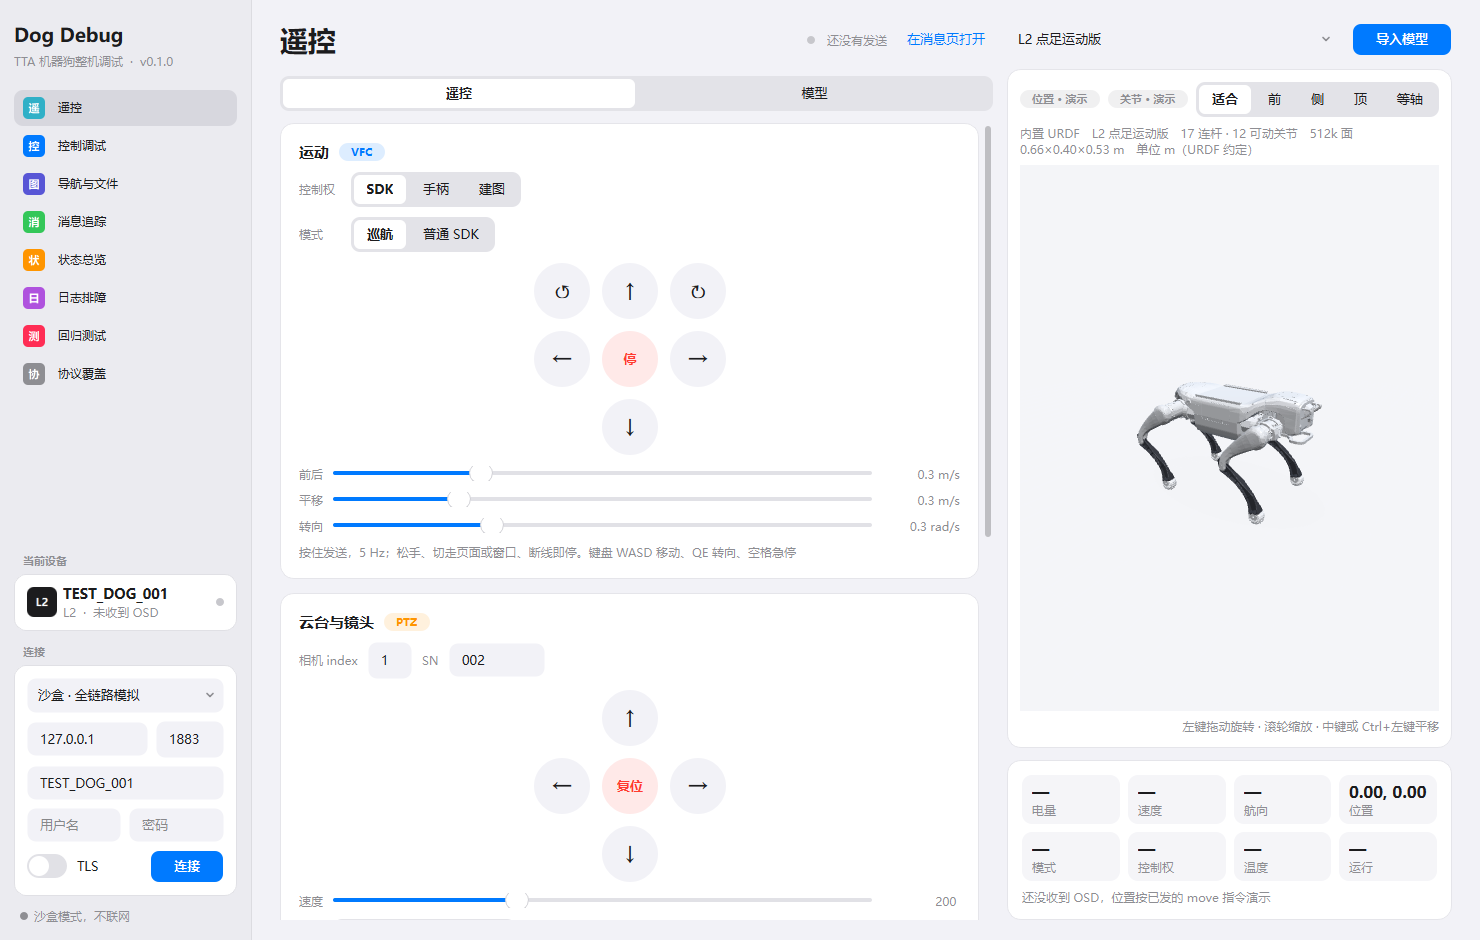 Dog Debug
TTA 机器狗整机调试 · v0.1.0
遥 遥控
控 控制调试
图 导航与文件
消 消息追踪
状 状态总览
日 日志排障
测 回归测试
协 协议覆盖
当前设备
L2 TEST_DOG_001
L2 · 未收到 OSD
连接
沙盒 · 全链路模拟
127.0.0.1 1883
TEST_DOG_001
用户名 密码
TLS 连接
沙盒模式，不联网
遥控
还没有发送 在消息页打开
遥控 模型
运动 VFC
控制权 SDK 手柄 建图
模式 巡航 普通 SDK
↺ ↑ ↻
← 停 →
↓
前后 0.3 m/s
平移 0.3 m/s
转向 0.3 rad/s
按住发送，5 Hz；松手、切走页面或窗口、断线即停。键盘 WASD 移动、QE 转向、空格急停
云台与镜头 PTZ
相机 index 1 SN 002
↑
← 复位 →
↓
速度 200
L2 点足运动版 导入模型
位置 • 演示 关节 • 演示 适合 前 侧 顶 等轴
内置 URDF L2 点足运动版 17 连杆 · 12 可动关节 512k 面
0.66×0.40×0.53 m 单位 m（URDF 约定）
左键拖动旋转 · 滚轮缩放 · 中键或 Ctrl+左键平移
— — — 0.00, 0.00
电量 速度 航向 位置
— — — —
模式 控制权 温度 运行
还没收到 OSD，位置按已发的 move 指令演示